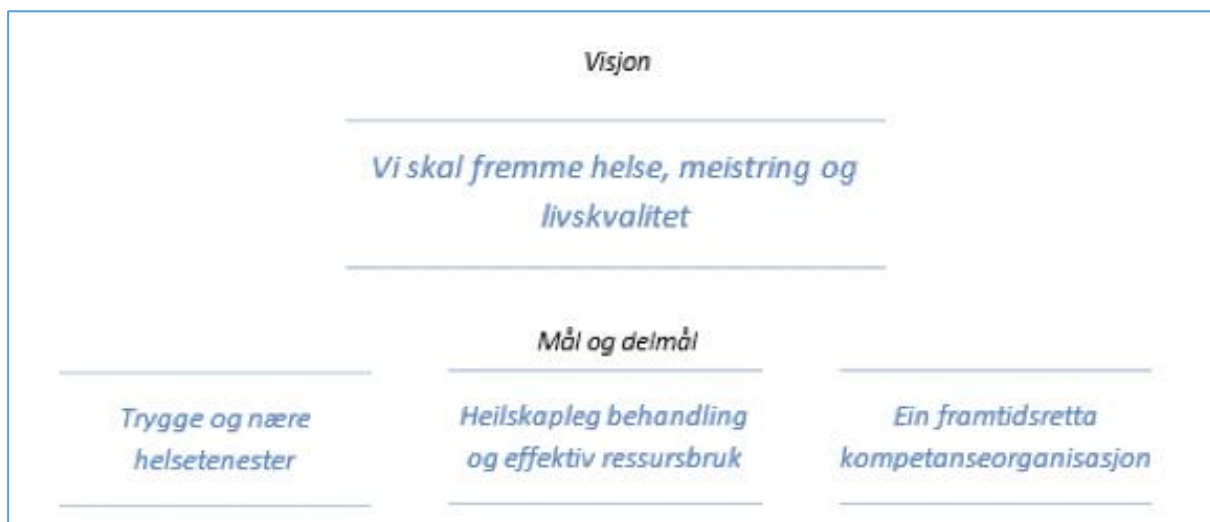 Visjon
Vi skal fremme helse, meistring og
livskvalitet
Mål og delmål
Trygge og nære
helsetenester
Heilskapleg behandling
og effektiv ressursbruk
Ein framtidsretta
kompetanseorganisasjon